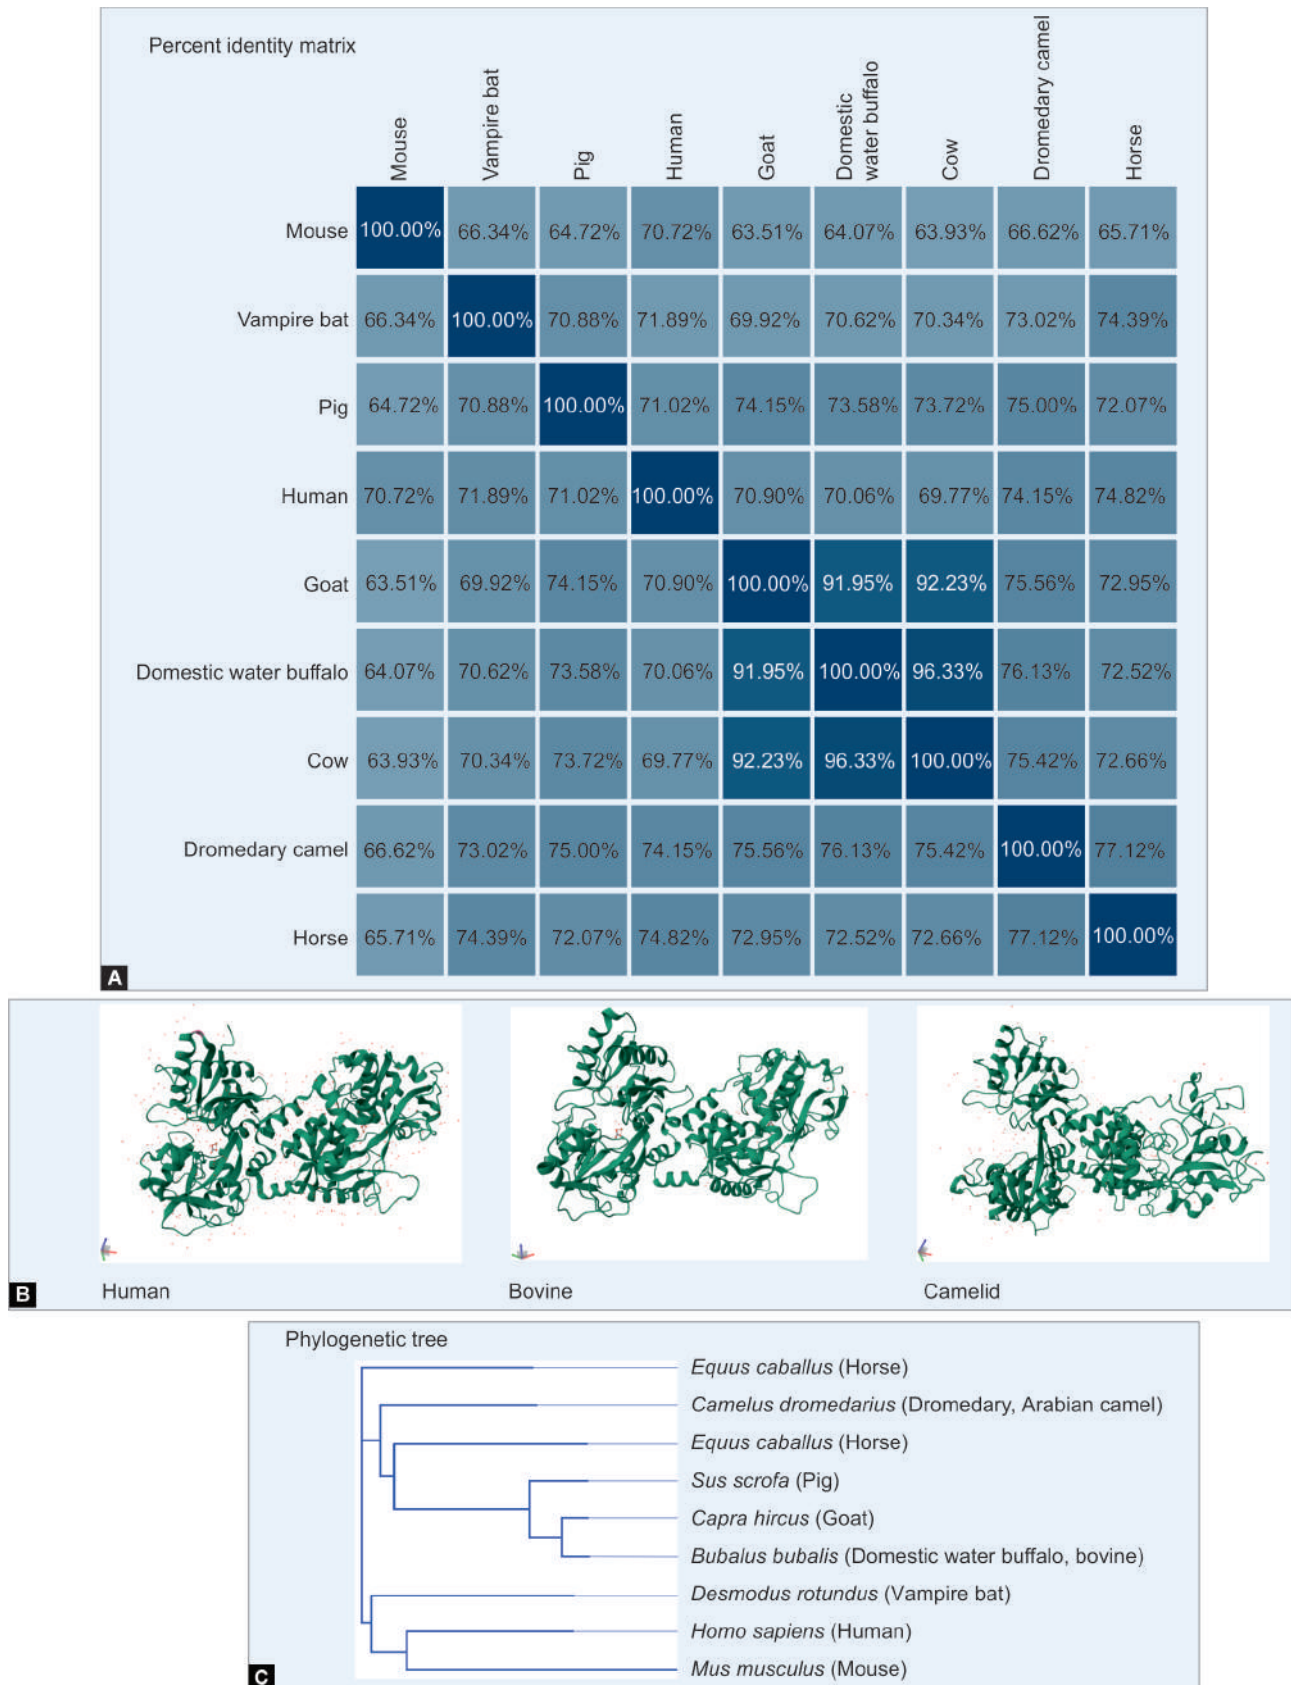 Percent identity matrix
Mouse
Vampire bat
Pig
Human
Goat
Domestic
water buffalo
Cow
Dromedary camel
Horse
Mouse 100.00% 66.34% 64.72% 70.72% 63.51% 64.07% 63.93% 66.62% 65.71%
Vampire bat 66.34% 100.00% 70.88% 71.89% 69.92% 70.62% 70.34% 73.02% 74.39%
Pig 64.72% 70.88% 100.00% 71.02% 74.15% 73.58% 73.72% 75.00% 72.07%
Human 70.72% 71.89% 71.02% 100.00% 70.90% 70.06% 69.77% 74.15% 74.82%
Goat 63.51% 69.92% 74.15% 70.90% 100.00% 91.95% 92.23% 75.56% 72.95%
Domestic water buffalo 64.07% 70.62% 73.58% 70.06% 91.95% 100.00% 96.33% 76.13% 72.52%
Cow 63.93% 70.34% 73.72% 69.77% 92.23% 96.33% 100.00% 75.42% 72.66%
Dromedary camel 66.62% 73.02% 75.00% 74.15% 75.56% 76.13% 75.42% 100.00% 77.12%
Horse 65.71% 74.39% 72.07% 74.82% 72.95% 72.52% 72.66% 77.12% 100.00%
A
Human
Bovine
Camelid
B
Phylogenetic tree
Equus caballus (Horse)
Camelus dromedarius (Dromedary, Arabian camel)
Equus caballus (Horse)
Sus scrofa (Pig)
Capra hircus (Goat)
Bubalus bubalis (Domestic water buffalo, bovine)
Desmodus rotundus (Vampire bat)
Homo sapiens (Human)
Mus musculus (Mouse)
C